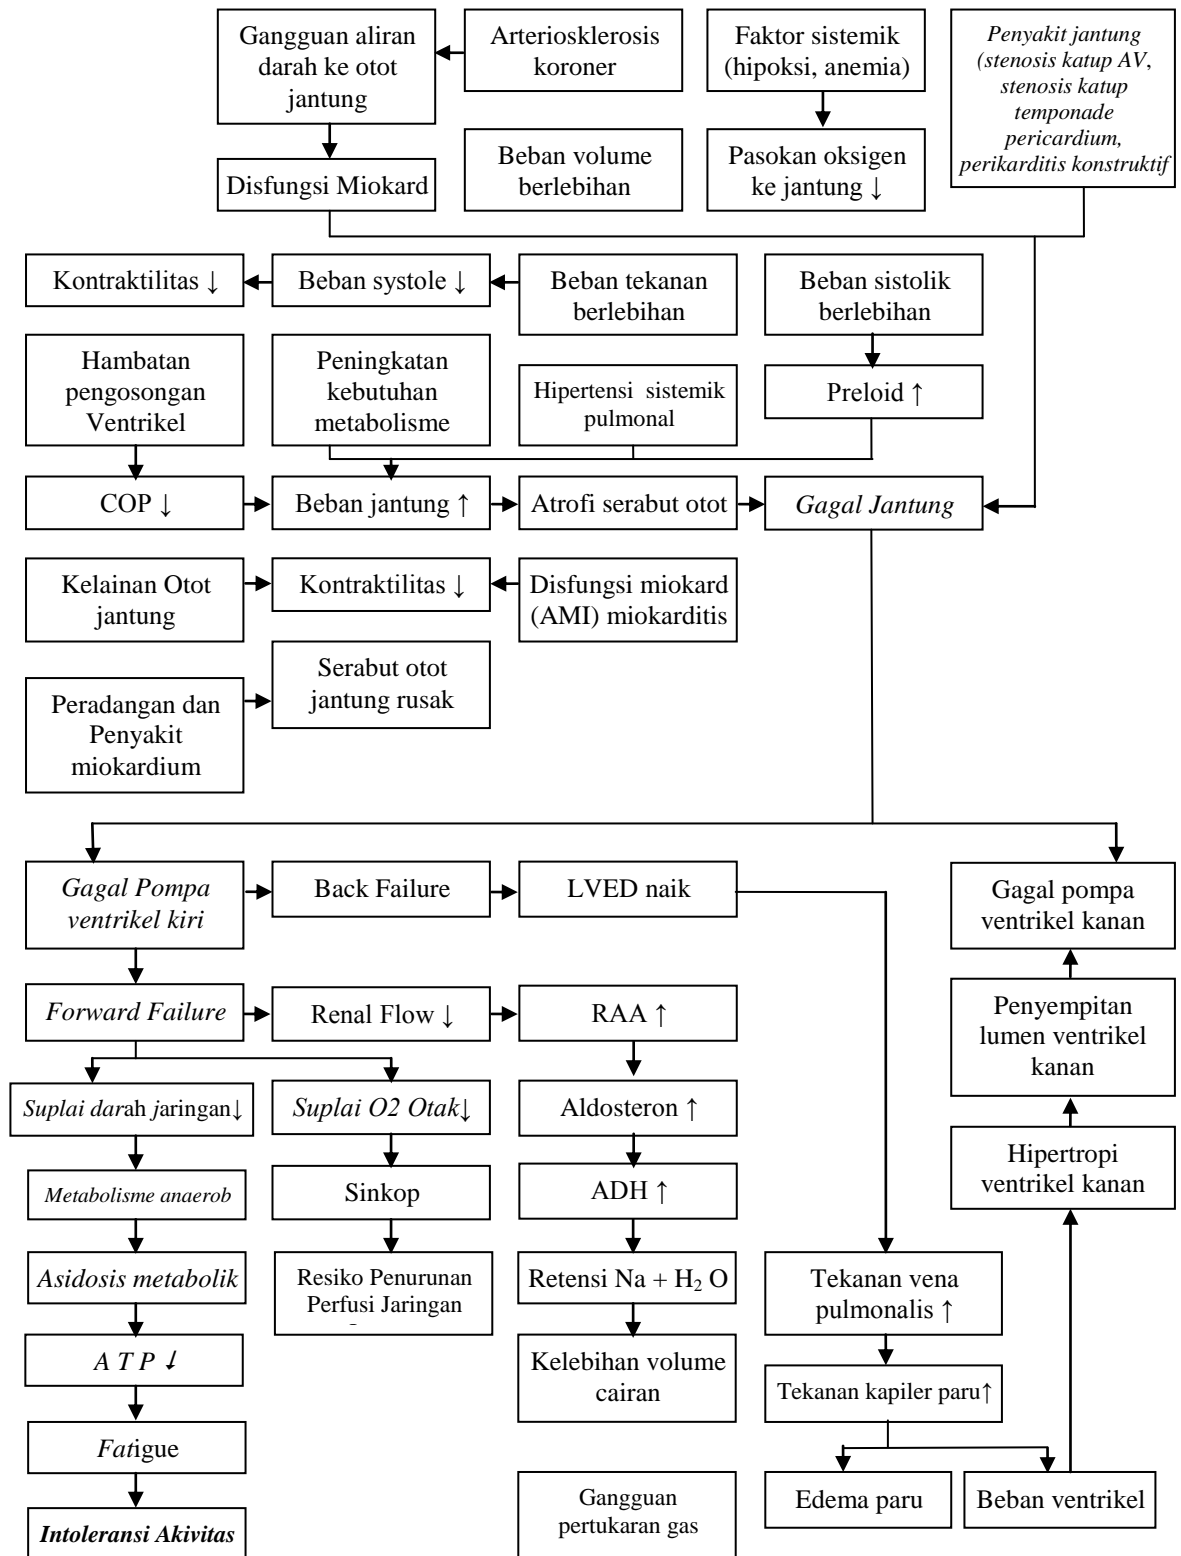 Gangguan aliran
darah ke otot
jantung
Arteriosklerosis
koroner
Faktor sistemik
(hipoksi, anemia)
Penyakit jantung
(stenosis katup AV,
stenosis katup
temponade
pericardium,
perikarditis konstruktif
Disfungsi Miokard
Beban volume
berlebihan
Pasokan oksigen
ke jantung ↓
Kontraktilitas ↓
Beban systole ↓
Beban tekanan
berlebihan
Beban sistolik
berlebihan
Hambatan
pengosongan
Ventrikel
Peningkatan
kebutuhan
metabolisme
Hipertensi sistemik
pulmonal
Preloid ↑
COP ↓
Beban jantung ↑
Atrofi serabut otot
Gagal Jantung
Kelainan Otot
jantung
Kontraktilitas ↓
Disfungsi miokard
(AMI) miokarditis
Peradangan dan
Penyakit
miokardium
Serabut otot
jantung rusak
Gagal Pompa
ventrikel kiri
Back Failure
LVED naik
Gagal pompa
ventrikel kanan
Forward Failure
Renal Flow ↓
RAA ↑
Penyempitan
lumen ventrikel
kanan
Suplai darah jaringan↓
Suplai O2 Otak↓
Aldosteron ↑
Hipertropi
ventrikel kanan
Metabolisme anaerob
Sinkop
ADH ↑
Asidosis metabolik
Resiko Penurunan
Perfusi Jaringan
Retensi Na + H₂ O
Tekanan vena
pulmonalis ↑
A T P ↓
Kelebihan volume
cairan
Tekanan kapiler paru↑
Fatigue
Gangguan
pertukaran gas
Edema paru
Beban ventrikel
Intoleransi Akivitas